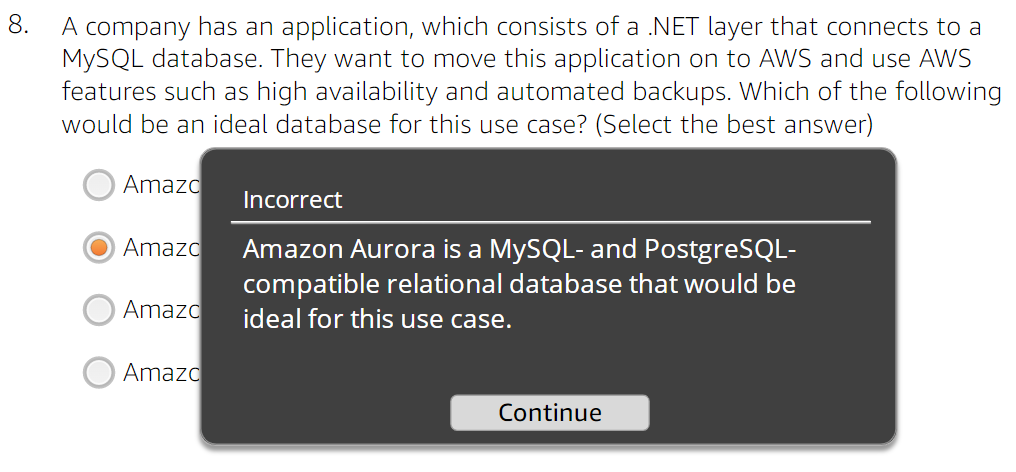 8. A company has an application, which consists of a .NET layer that connects to a
MySQL database. They want to move this application on to AWS and use AWS
features such as high availability and automated backups. Which of the following
would be an ideal database for this use case? (Select the best answer)
Amazo
Amazo
Amazo
Amazo
Incorrect
Amazon Aurora is a MySQL- and PostgreSQL-
compatible relational database that would be
ideal for this use case.
Continue